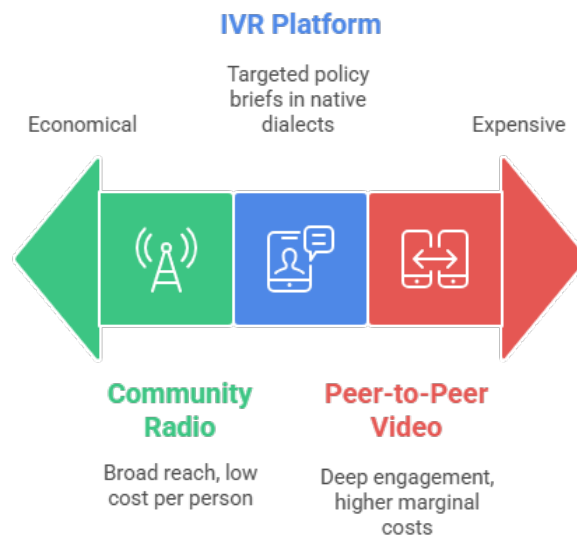 IVR Platform
Targeted policy
briefs in native
dialects
Economical
Expensive
Community
Radio
Broad reach, low
cost per person
Peer-to-Peer
Video
Deep engagement,
higher marginal
costs